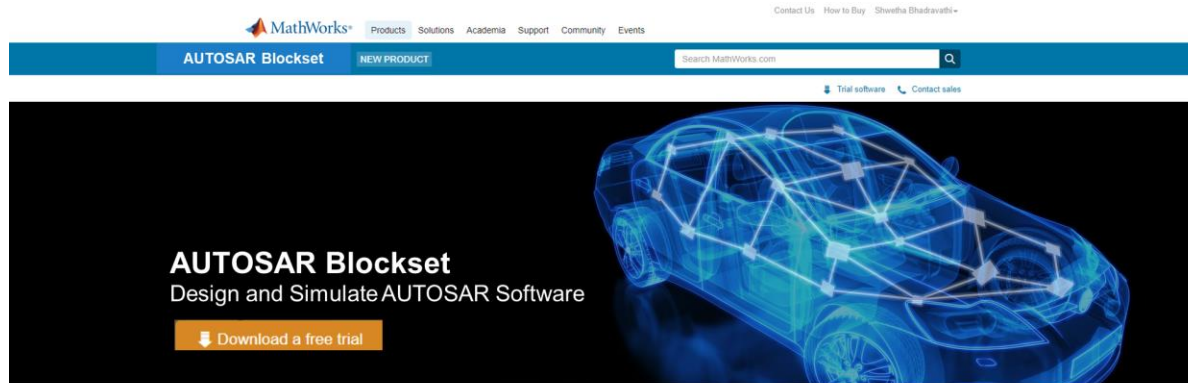 Contact Us How to Buy Shwetha Bhadravathi
MathWorks® Products Solutions Academia Support Community Events
AUTOSAR Blockset NEW PRODUCT Search MathWorks.com
Trial software Contact sales
AUTOSAR Blockset
Design and Simulate AUTOSAR Software
Download a free trial